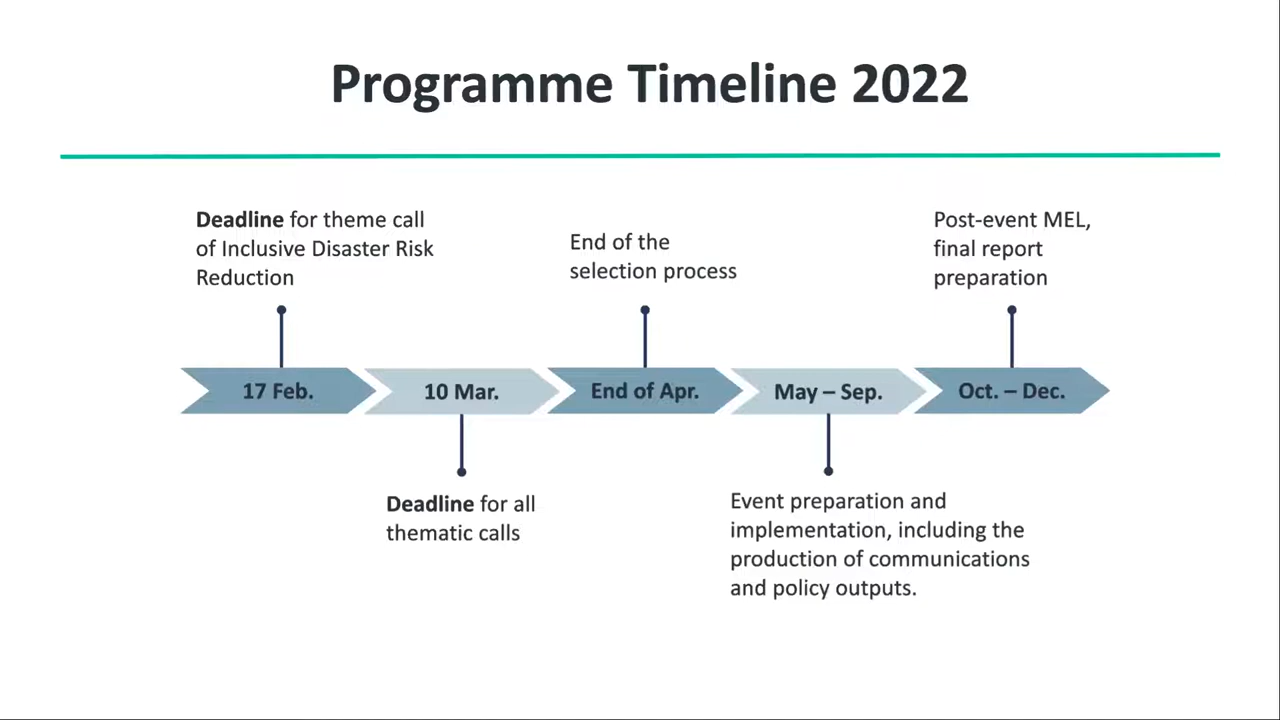 Programme Timeline 2022
Deadline for theme call
of Inclusive Disaster Risk
Reduction
End of the
selection process
Post-event MEL,
final report
preparation
17 Feb.
10 Mar.
End of Apr.
May – Sep.
Oct. – Dec.
Deadline for all
thematic calls
Event preparation and
implementation, including the
production of communications
and policy outputs.